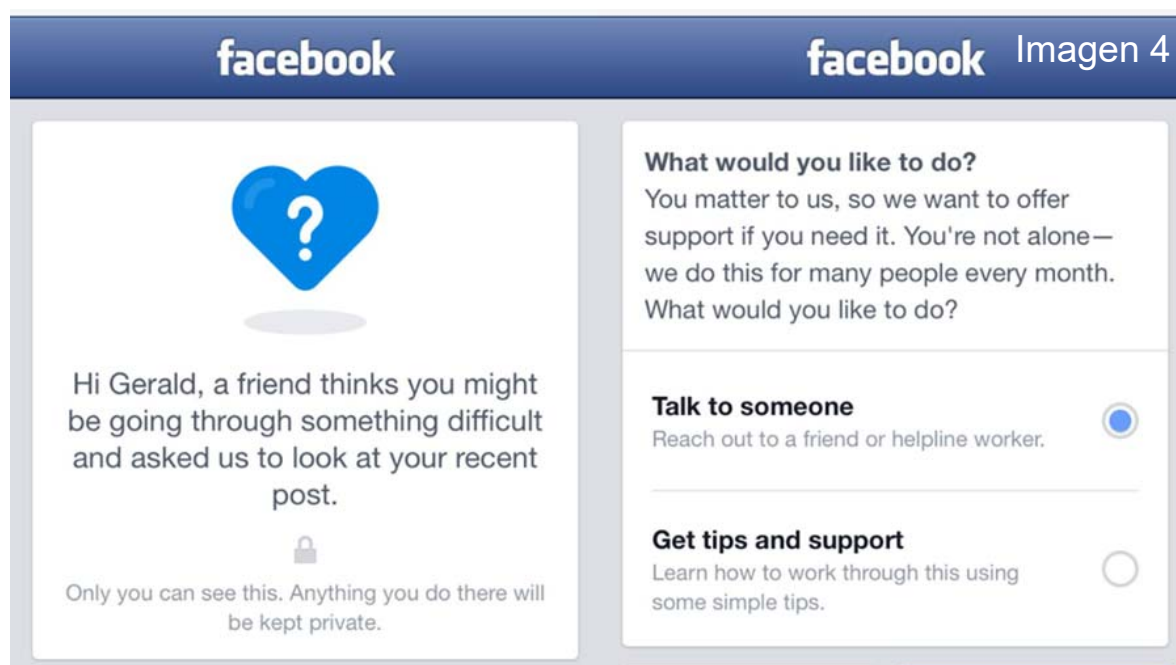 facebook
?
Hi Gerald, a friend thinks you might
be going through something difficult
and asked us to look at your recent
post.
Only you can see this. Anything you do there will
be kept private.
facebook
Imagen 4
What would you like to do?
You matter to us, so we want to offer
support if you need it. You're not alone—
we do this for many people every month.
What would you like to do?
Talk to someone
Reach out to a friend or helpline worker.
Get tips and support
Learn how to work through this using
some simple tips.